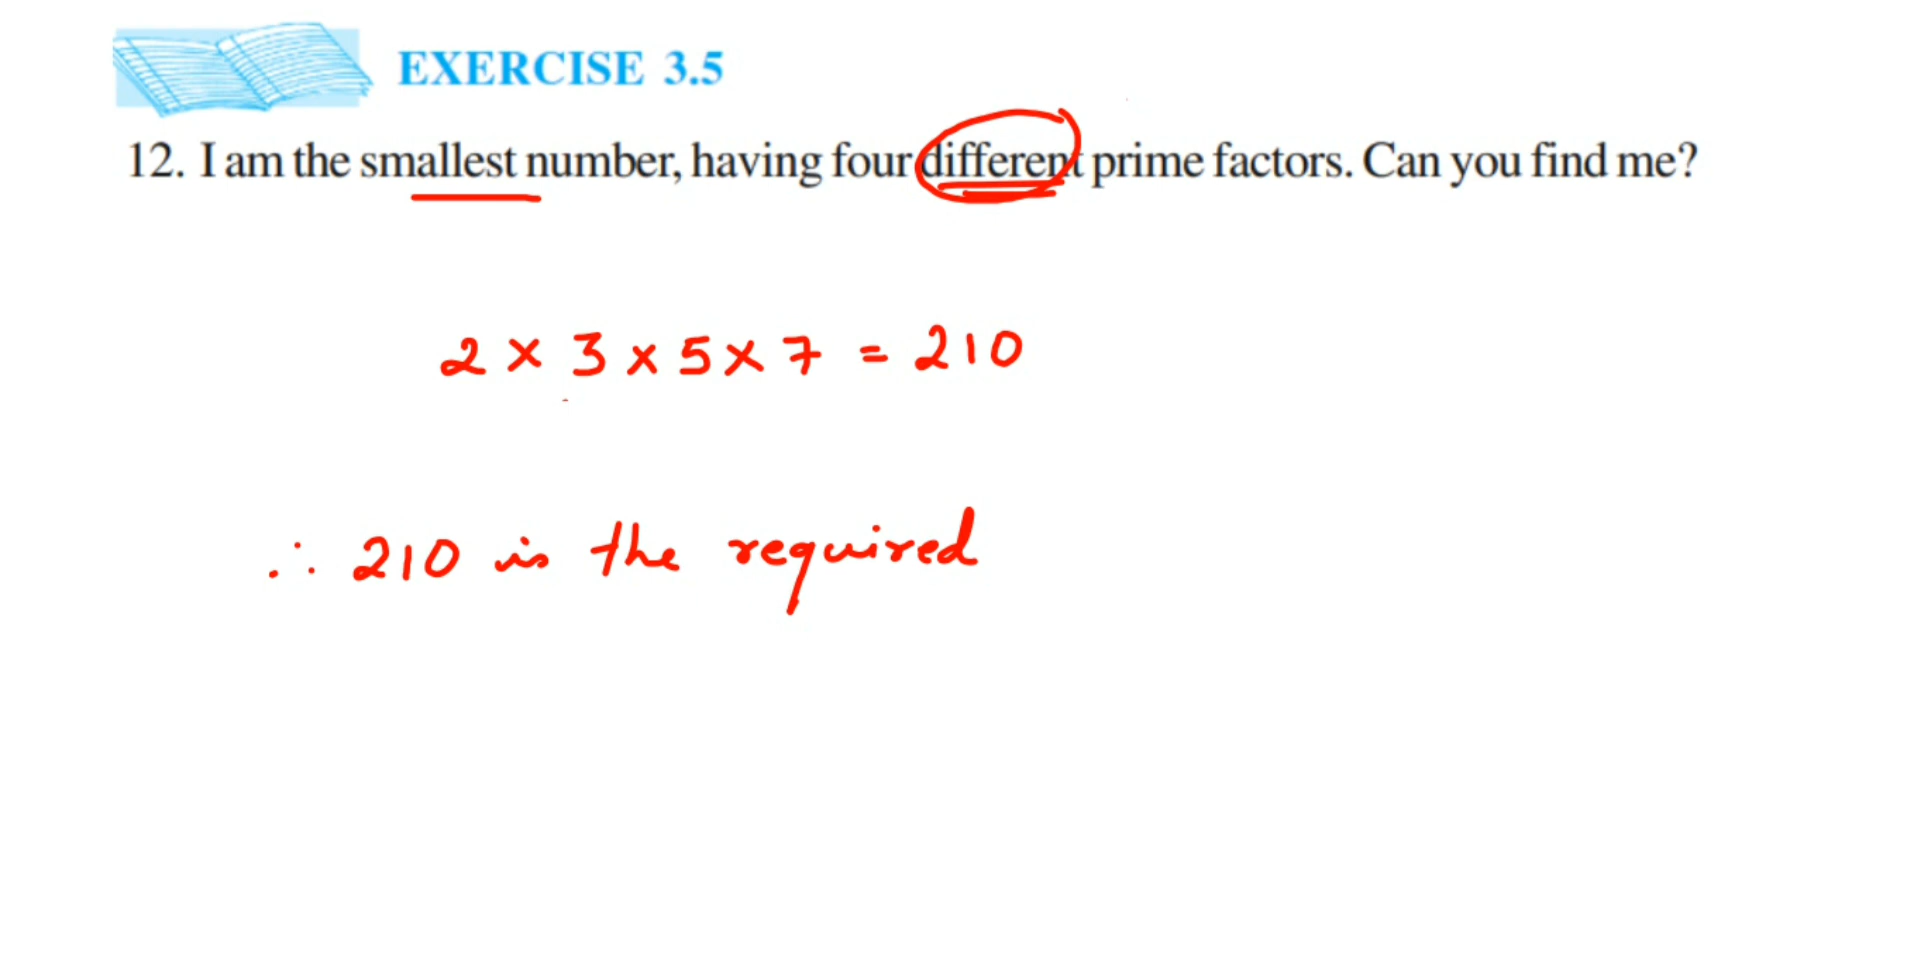 EXERCISE 3.5
12. I am the smallest number, having four different prime factors. Can you find me?
2 × 3 × 5 × 7 = 210
∴ 210 is the required